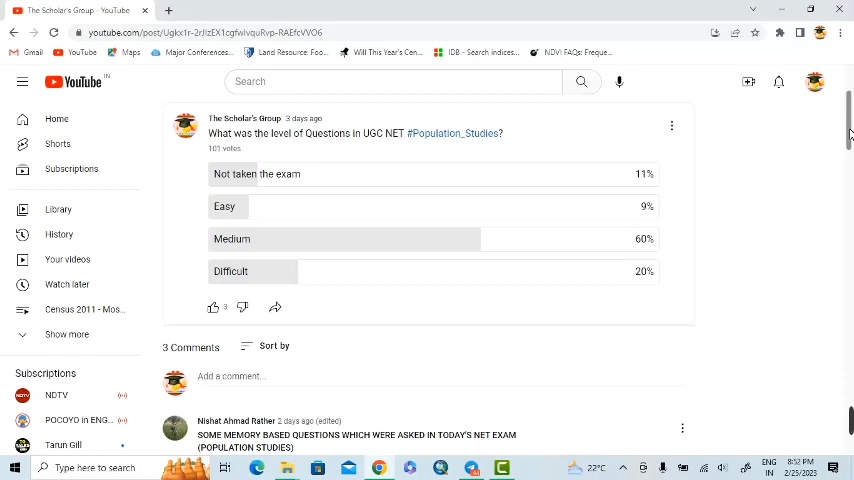 The Scholar's Group - YouTube
youtube.com/post/Ugkx1r-2rJIzEX1cgfwIvquRvp-RAEfcVVO6
Gmail YouTube Maps Major Conferences... Land Resource: Foo... Will This Year's Cen... IDB - Search indices... NDVI FAQs: Freque...
YouTube IN Search
Home
Shorts
Subscriptions
Library
History
Your videos
Watch later
Census 2011 - Mos...
Show more
Subscriptions
NDTV
POCOYO in ENG...
Tarun Gill
The Scholar's Group 3 days ago
What was the level of Questions in UGC NET #Population_Studies?
101 votes
Not taken the exam 11%
Easy 9%
Medium 60%
Difficult 20%
3
3 Comments Sort by
Add a comment...
Nishat Ahmad Rather 2 days ago (edited)
SOME MEMORY BASED QUESTIONS WHICH WERE ASKED IN TODAY'S NET EXAM
(POPULATION STUDIES)
Type here to search
22°C
ENG
IN
8:52 PM
2/25/2023